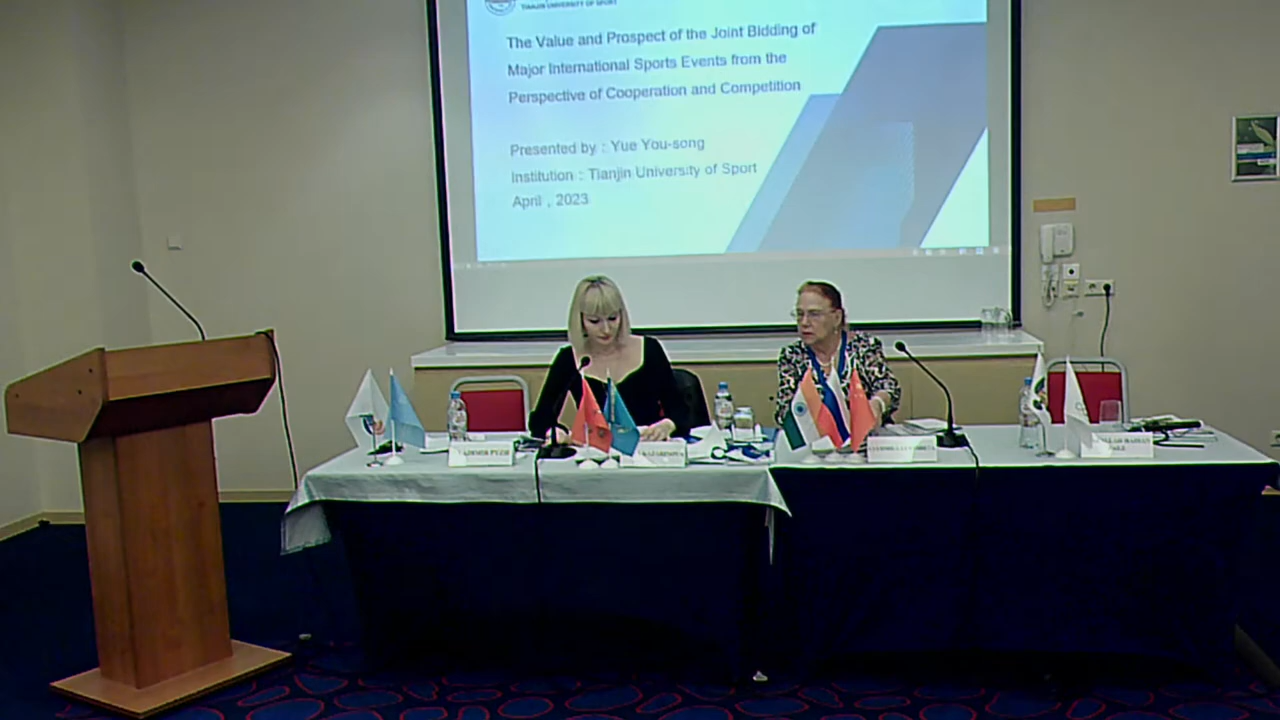 TIANJIN UNIVERSITY OF SPORT
The Value and Prospect of the Joint Bidding of
Major International Sports Events from the
Perspective of Cooperation and Competition
Presented by : Yue You-song
Institution : Tianjin University of Sport
April , 2023